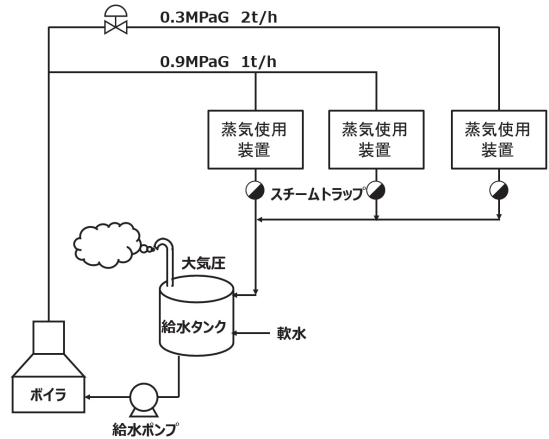 0.3MPaG 2t/h
0.9MPaG 1t/h
蒸気使用
装置
蒸気使用
装置
蒸気使用
装置
スチームトラップ
大気圧
給水タンク
軟水
ボイラ
給水ポンプ